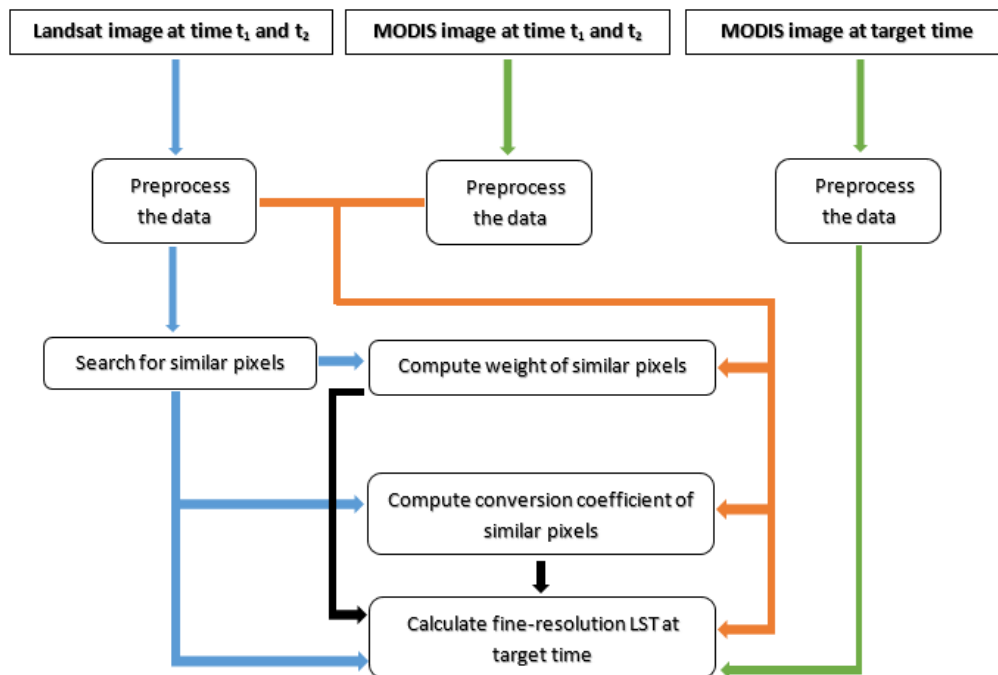 Landsat image at time t₁ and t₂
MODIS image at time t₁ and t₂
MODIS image at target time
Preprocess
the data
Preprocess
the data
Preprocess
the data
Search for similar pixels
Compute weight of similar pixels
Compute conversion coefficient of
similar pixels
Calculate fine-resolution LST at
target time